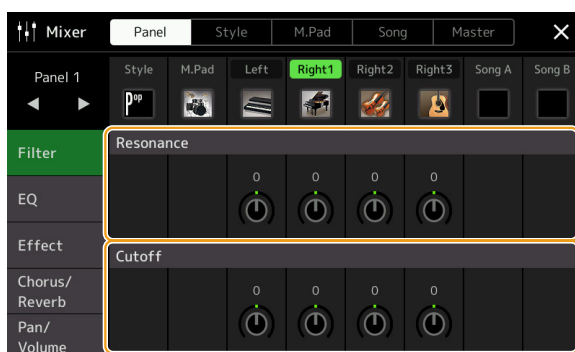 Mixer Panel Style M.Pad Song Master
Panel 1 Style M.Pad Left Right1 Right2 Right3 Song A Song B
Pop
Filter
Resonance
0 0 0 0
EQ
Effect
Cutoff
Chorus/
Reverb
0 0 0 0
Pan/
Volume